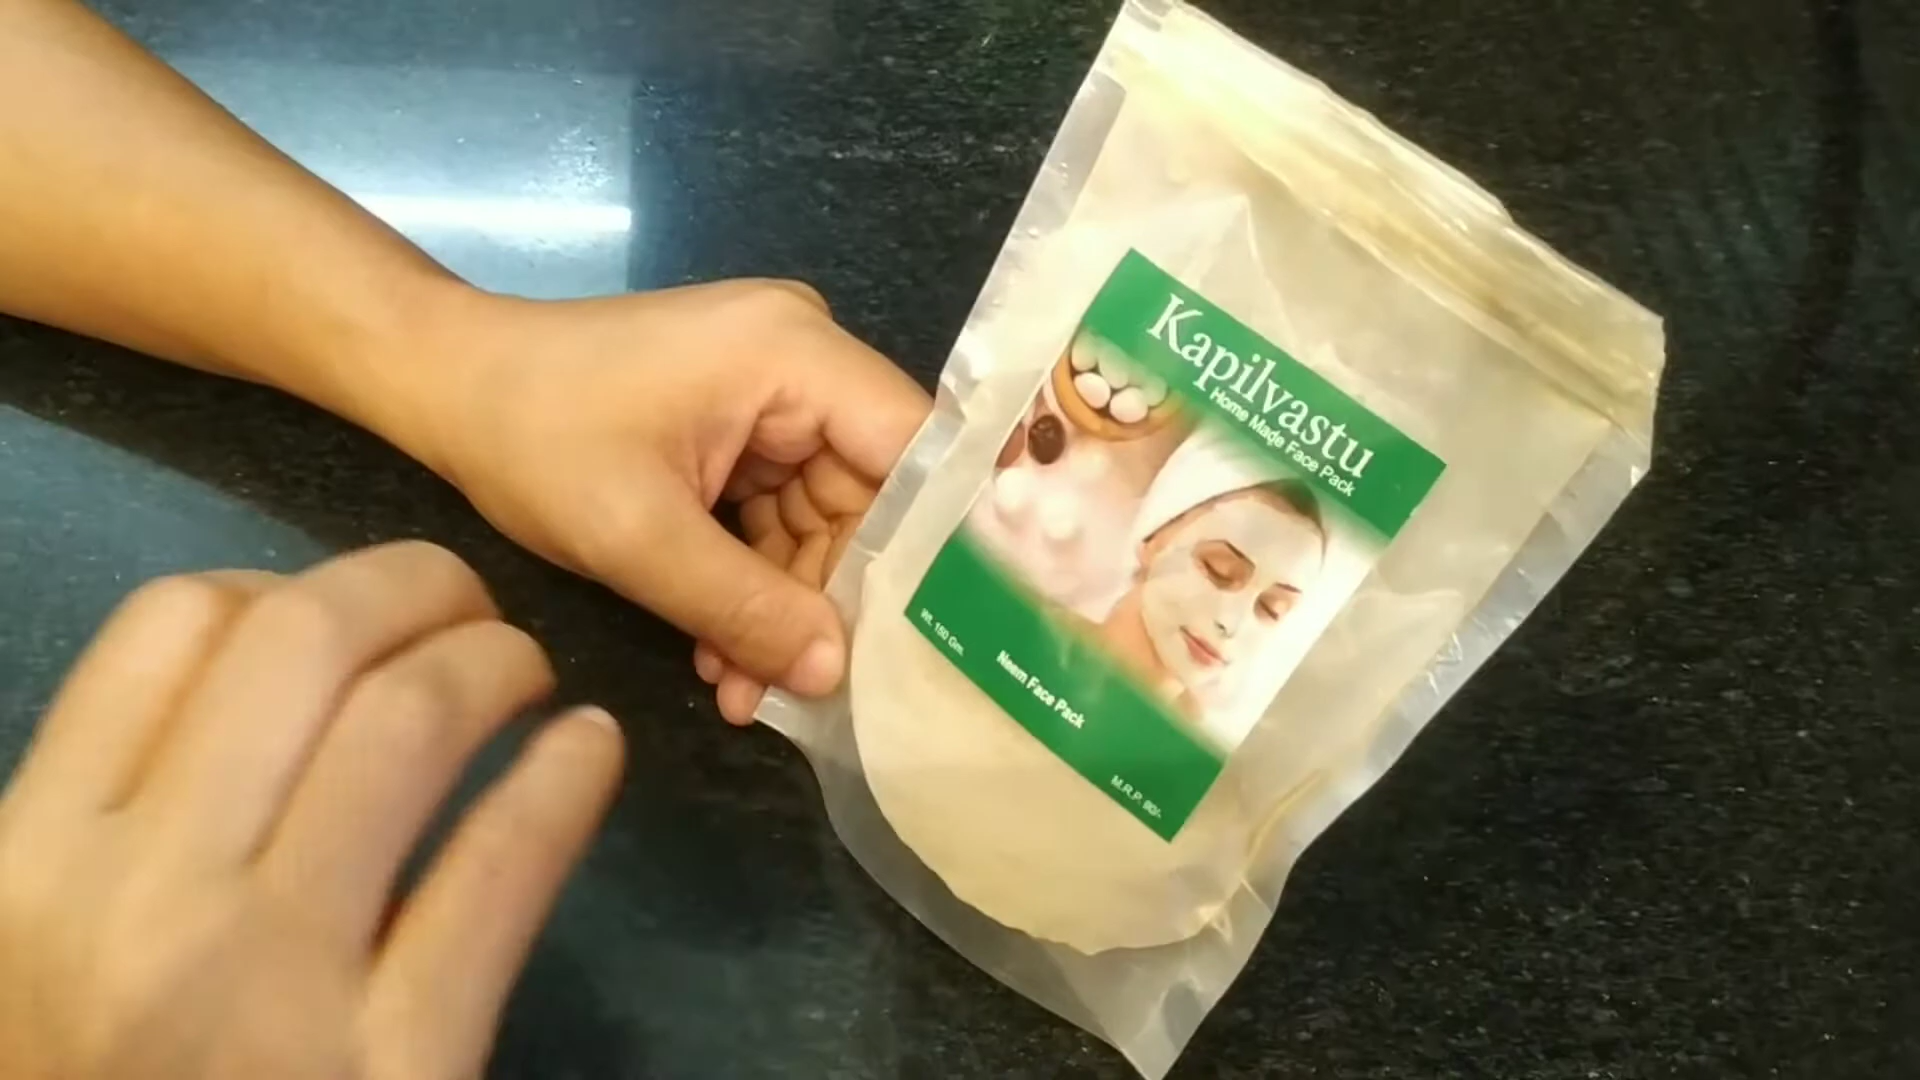 Kapilvastu
Home Made Face Pack
Wt. 150 Gm.
Neem Face Pack
M.R.P. 90/-